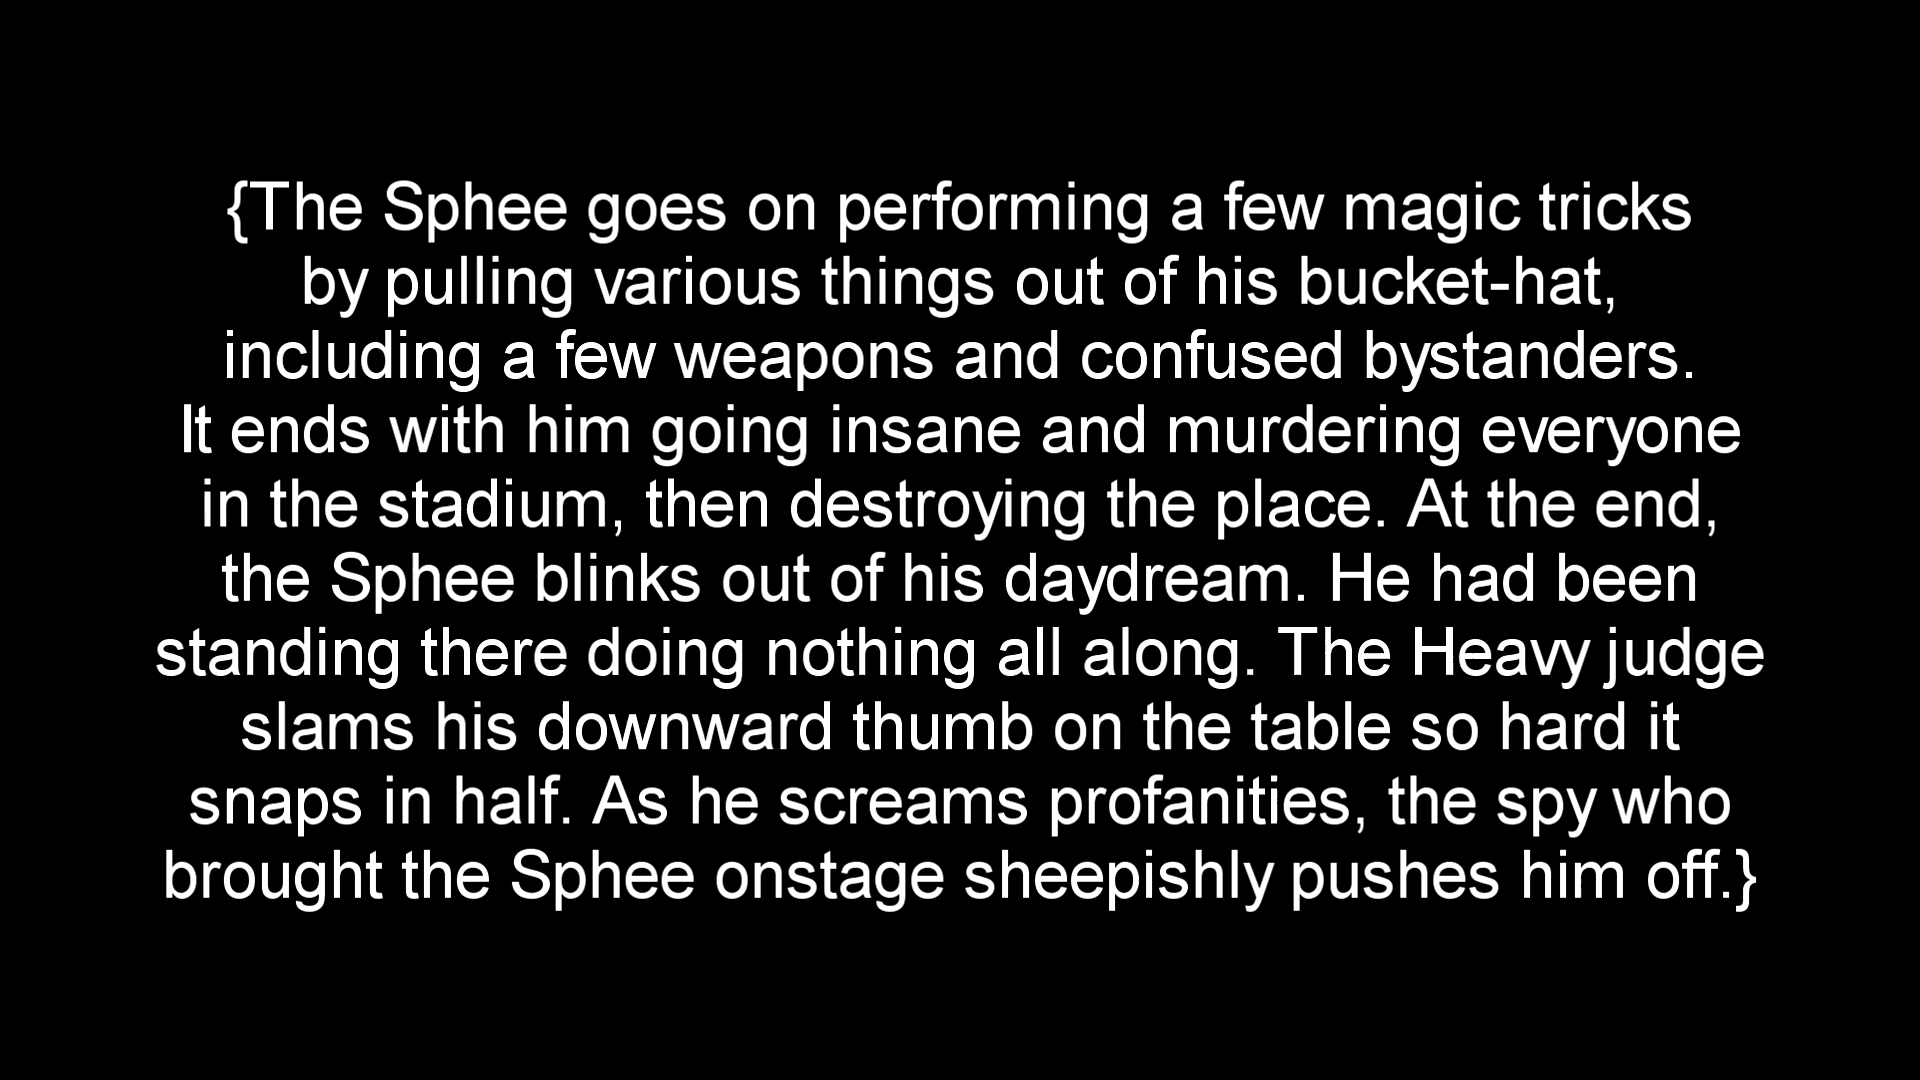 {The Sphee goes on performing a few magic tricks
by pulling various things out of his bucket-hat,
including a few weapons and confused bystanders.
It ends with him going insane and murdering everyone
in the stadium, then destroying the place. At the end,
the Sphee blinks out of his daydream. He had been
standing there doing nothing all along. The Heavy judge
slams his downward thumb on the table so hard it
snaps in half. As he screams profanities, the spy who
brought the Sphee onstage sheepishly pushes him off.}